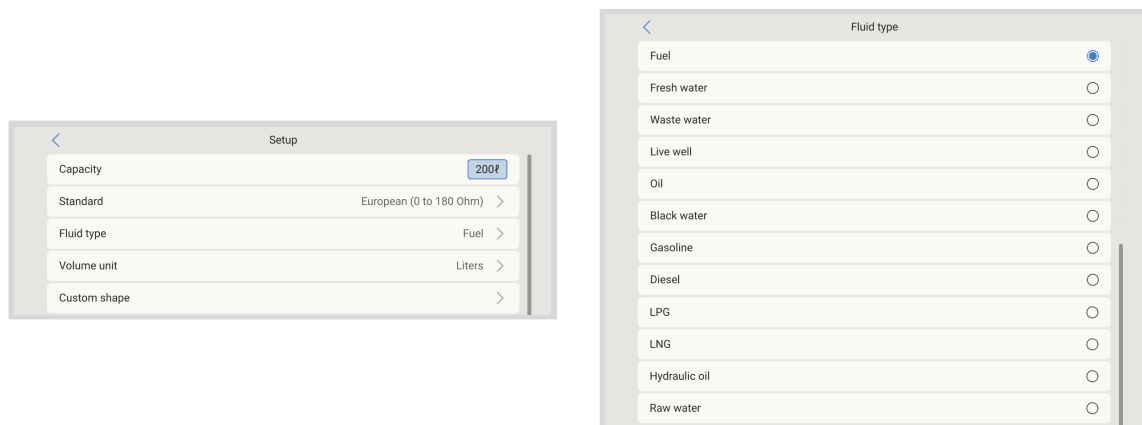 Setup
Capacity 200ℓ
Standard European (0 to 180 Ohm)
Fluid type Fuel
Volume unit Liters
Custom shape
Fluid type
Fuel
Fresh water
Waste water
Live well
Oil
Black water
Gasoline
Diesel
LPG
LNG
Hydraulic oil
Raw water